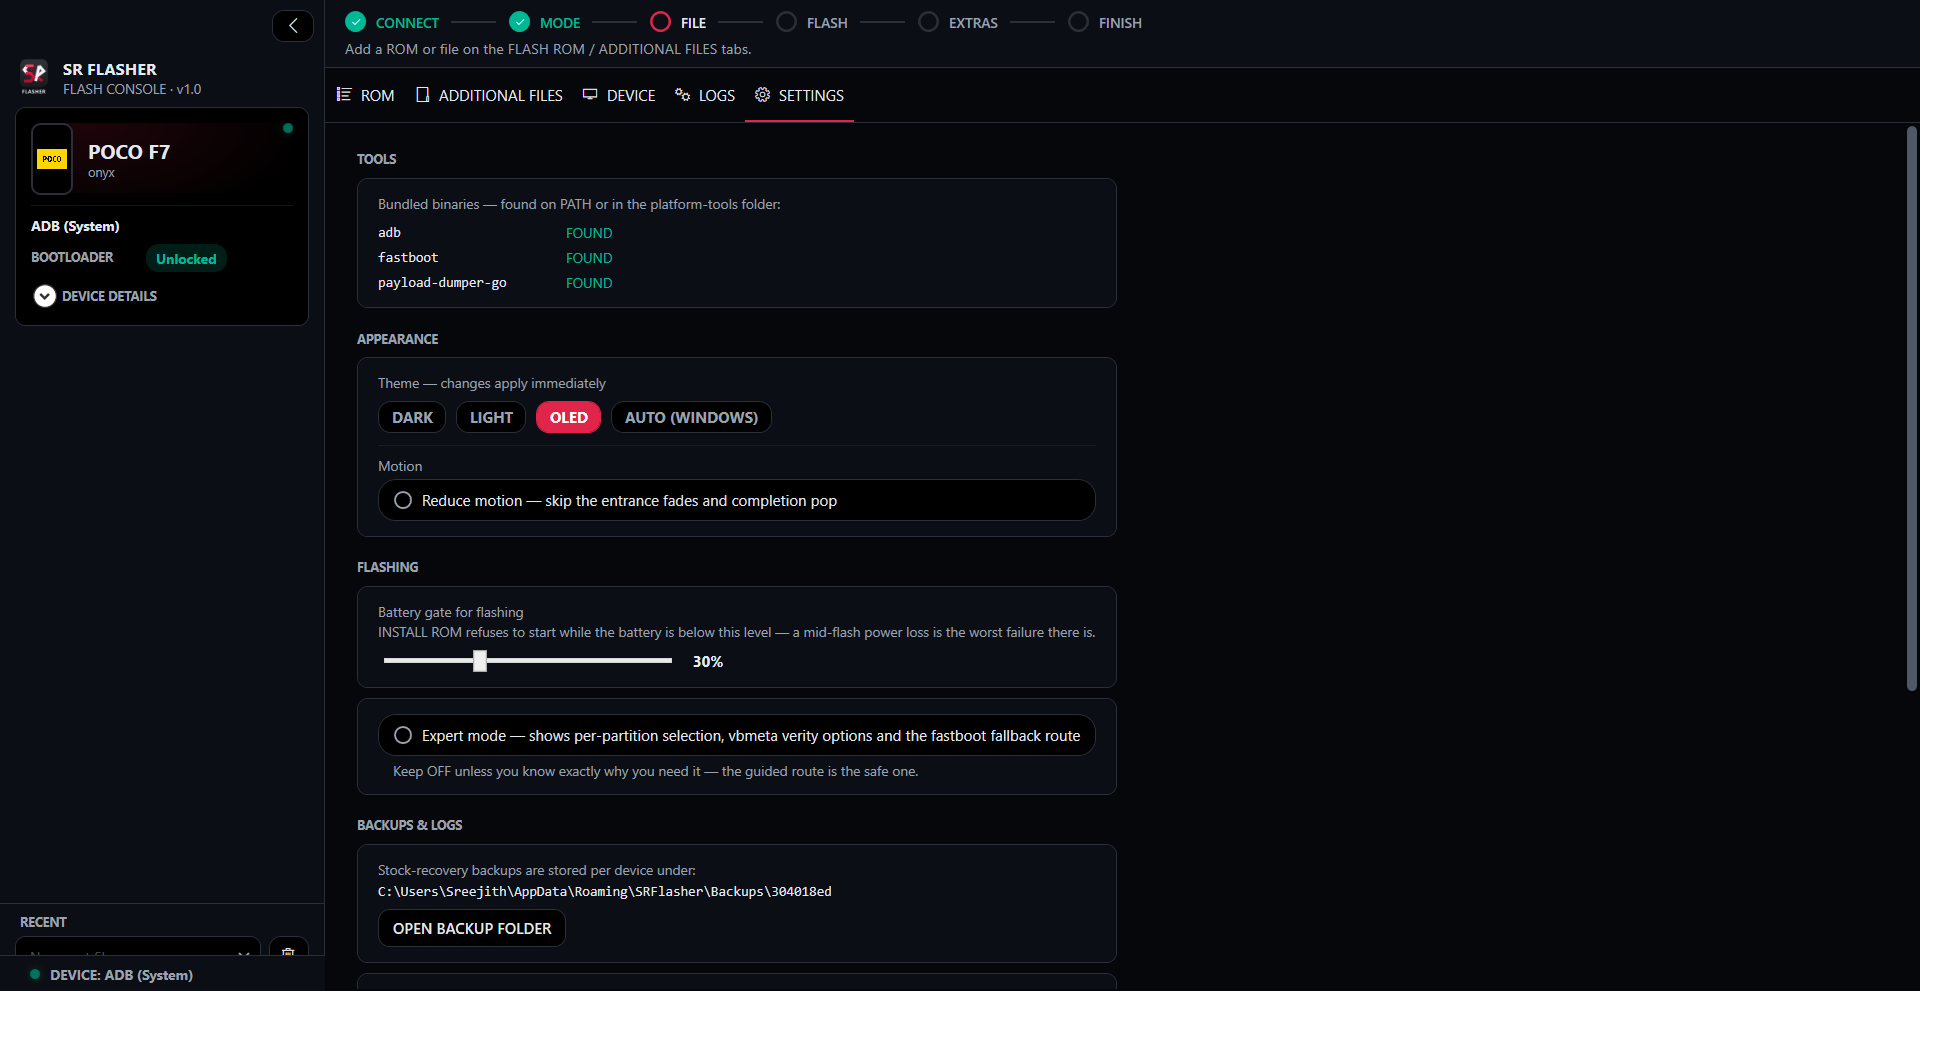 CONNECT
MODE
FILE
FLASH
EXTRAS
FINISH
Add a ROM or file on the FLASH ROM / ADDITIONAL FILES tabs.
SR
FLASHER
SR FLASHER
FLASH CONSOLE · v1.0
ROM
ADDITIONAL FILES
DEVICE
LOGS
SETTINGS
POCO
POCO F7
onyx
ADB (System)
BOOTLOADER
Unlocked
DEVICE DETAILS
TOOLS
Bundled binaries — found on PATH or in the platform-tools folder:
adb FOUND
fastboot FOUND
payload-dumper-go FOUND
APPEARANCE
Theme — changes apply immediately
DARK
LIGHT
OLED
AUTO (WINDOWS)
Motion
Reduce motion — skip the entrance fades and completion pop
FLASHING
Battery gate for flashing
INSTALL ROM refuses to start while the battery is below this level — a mid-flash power loss is the worst failure there is.
30%
Expert mode — shows per-partition selection, vbmeta verity options and the fastboot fallback route
Keep OFF unless you know exactly why you need it — the guided route is the safe one.
BACKUPS & LOGS
Stock-recovery backups are stored per device under:
C:\Users\Sreejith\AppData\Roaming\SRFlasher\Backups\304018ed
OPEN BACKUP FOLDER
RECENT
DEVICE: ADB (System)